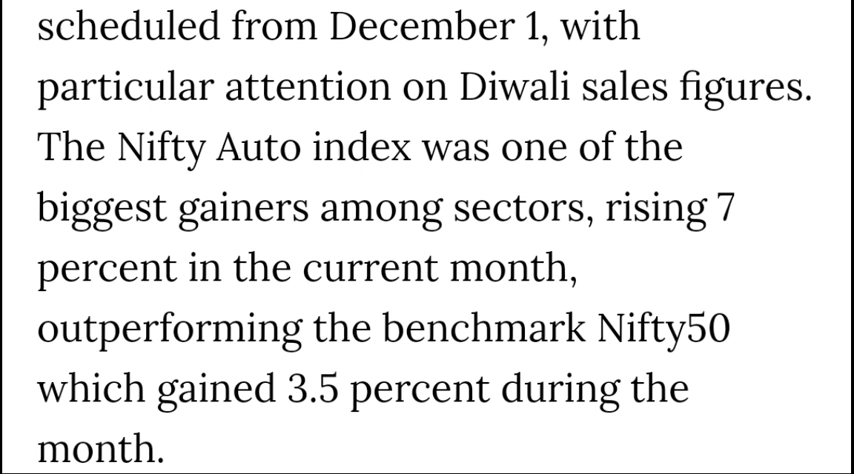 scheduled from December 1, with
particular attention on Diwali sales figures.
The Nifty Auto index was one of the
biggest gainers among sectors, rising 7
percent in the current month,
outperforming the benchmark Nifty50
which gained 3.5 percent during the
month.